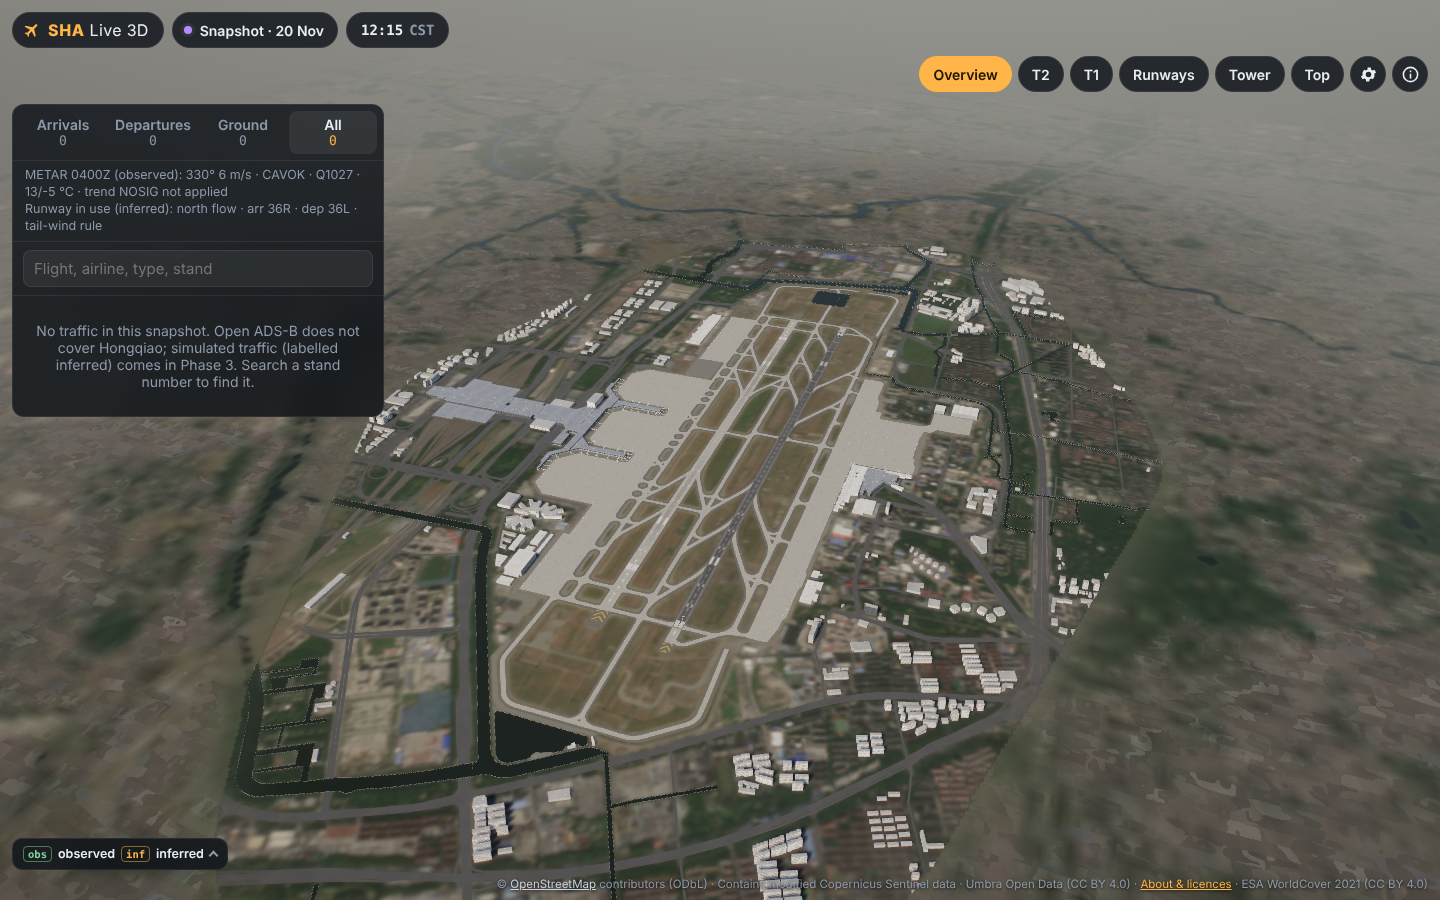 SHA Live 3D
Snapshot · 20 Nov
12:15 CST
Overview
T2
T1
Runways
Tower
Top
Arrivals
0
Departures
0
Ground
0
All
0
METAR 0400Z (observed): 330° 6 m/s · CAVOK · Q1027 ·
13/-5 °C · trend NOSIG not applied
Runway in use (inferred): north flow · arr 36R · dep 36L ·
tail-wind rule
Flight, airline, type, stand
No traffic in this snapshot. Open ADS-B does not
cover Hongqiao; simulated traffic (labelled
inferred) comes in Phase 3. Search a stand
number to find it.
obs observed inf inferred
© OpenStreetMap contributors (ODbL) · Contains modified Copernicus Sentinel data · Umbra Open Data (CC BY 4.0) · About & licences · ESA WorldCover 2021 (CC BY 4.0)